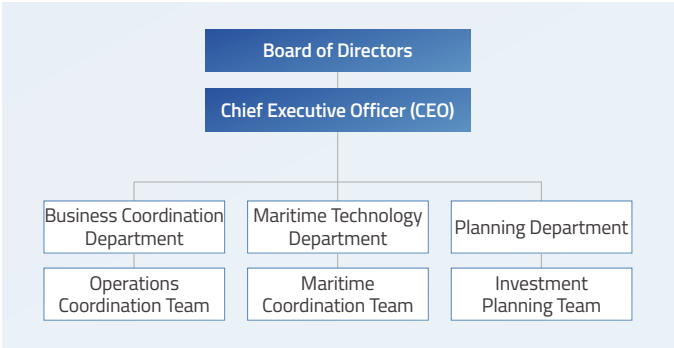 Board of Directors
Chief Executive Officer (CEO)
Business Coordination
Department
Maritime Technology
Department
Planning Department
Operations
Coordination Team
Maritime
Coordination Team
Investment
Planning Team